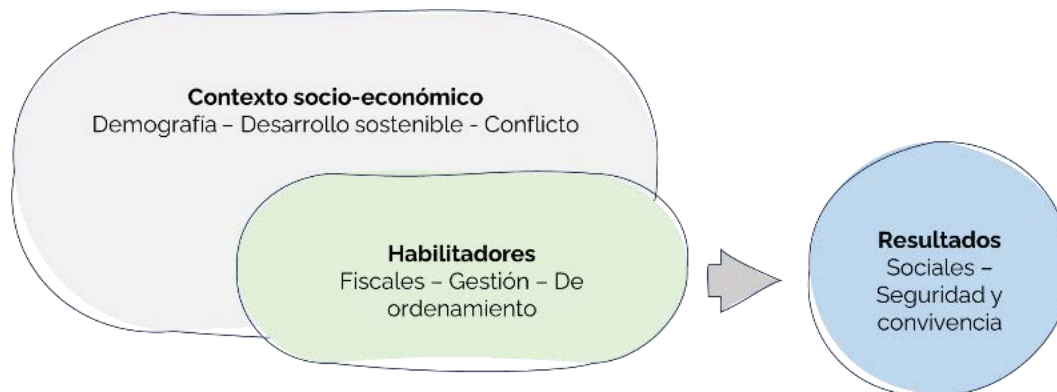 Contexto socio-económico
Demografía – Desarrollo sostenible - Conflicto
Habilitadores
Fiscales – Gestión – De
ordenamiento
Resultados
Sociales –
Seguridad y
convivencia